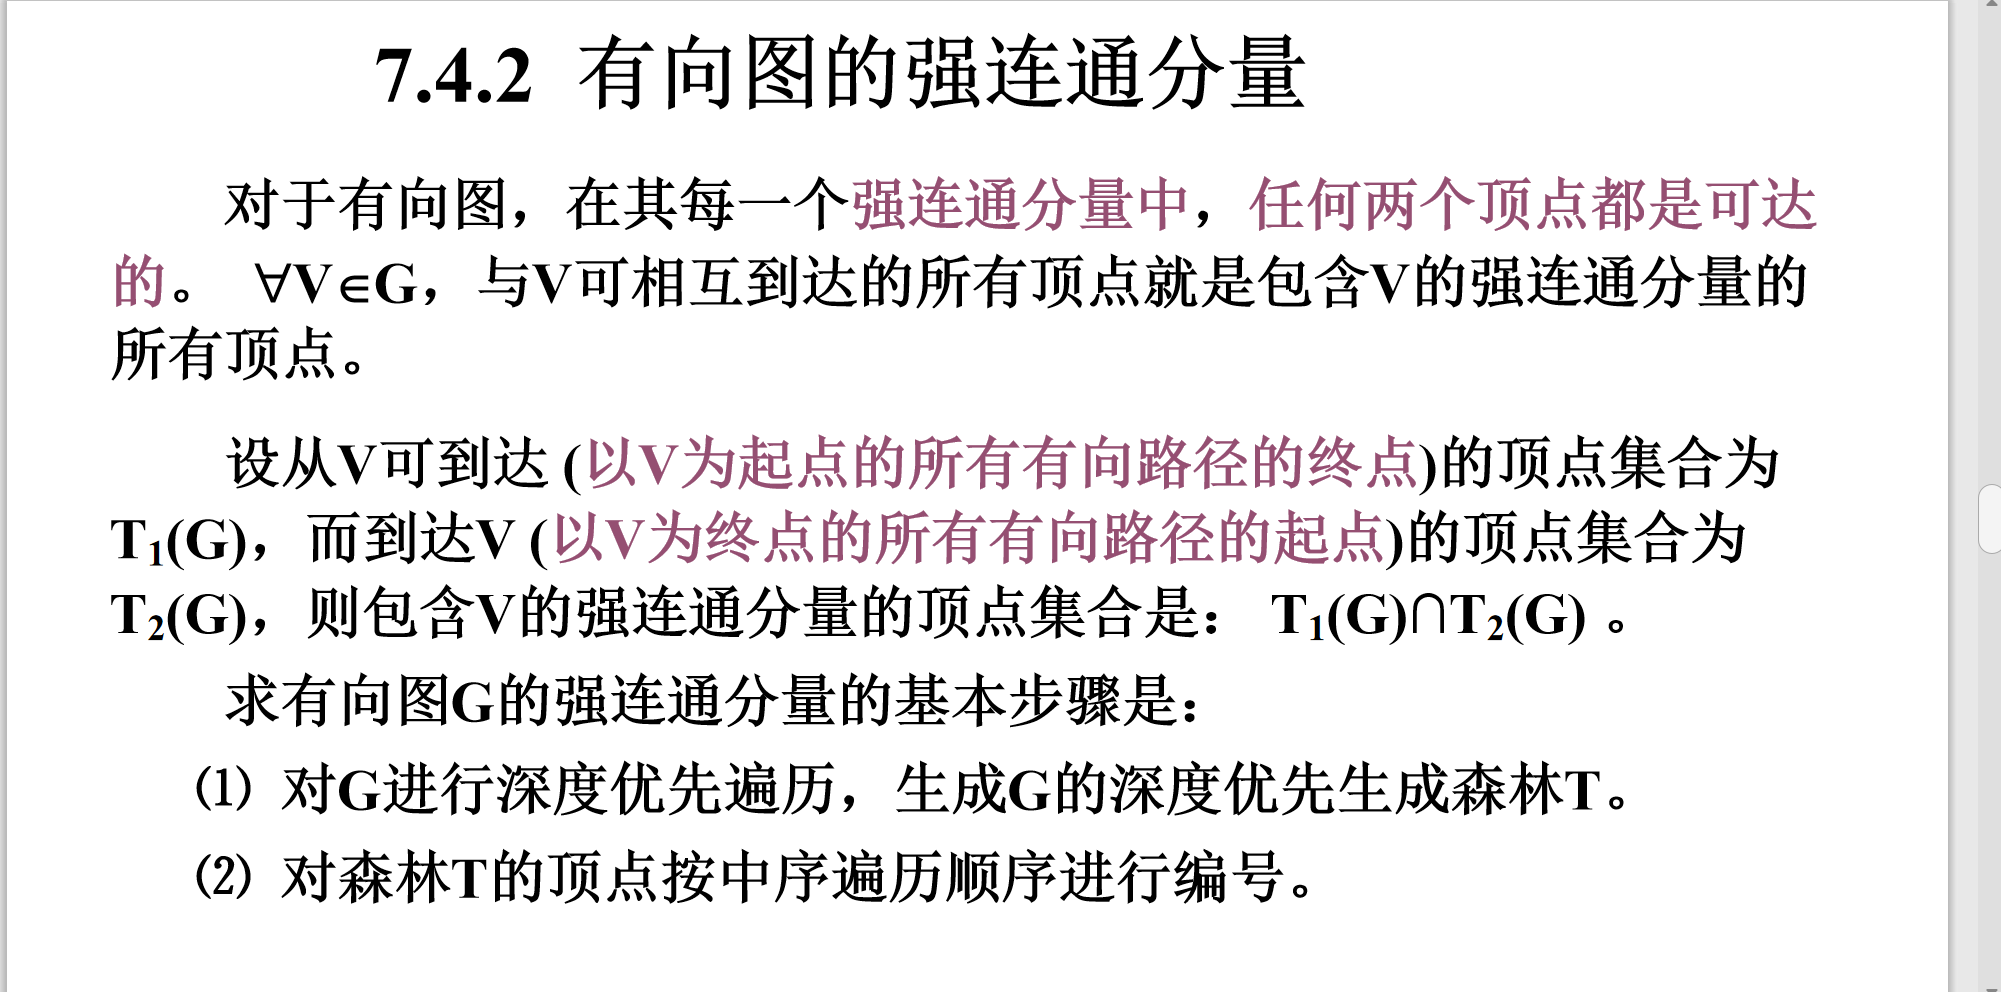 7.4.2 有向图的强连通分量
对于有向图，在其每一个强连通分量中，任何两个顶点都是可达
的。 ∀V∈G，与V可相互到达的所有顶点就是包含V的强连通分量的
所有顶点。
设从V可到达 (以V为起点的所有有向路径的终点)的顶点集合为
T₁(G)，而到达V (以V为终点的所有有向路径的起点)的顶点集合为
T₂(G)，则包含V的强连通分量的顶点集合是： T₁(G)∩T₂(G) 。
求有向图G的强连通分量的基本步骤是：
⑴ 对G进行深度优先遍历，生成G的深度优先生成森林T。
⑵ 对森林T的顶点按中序遍历顺序进行编号。